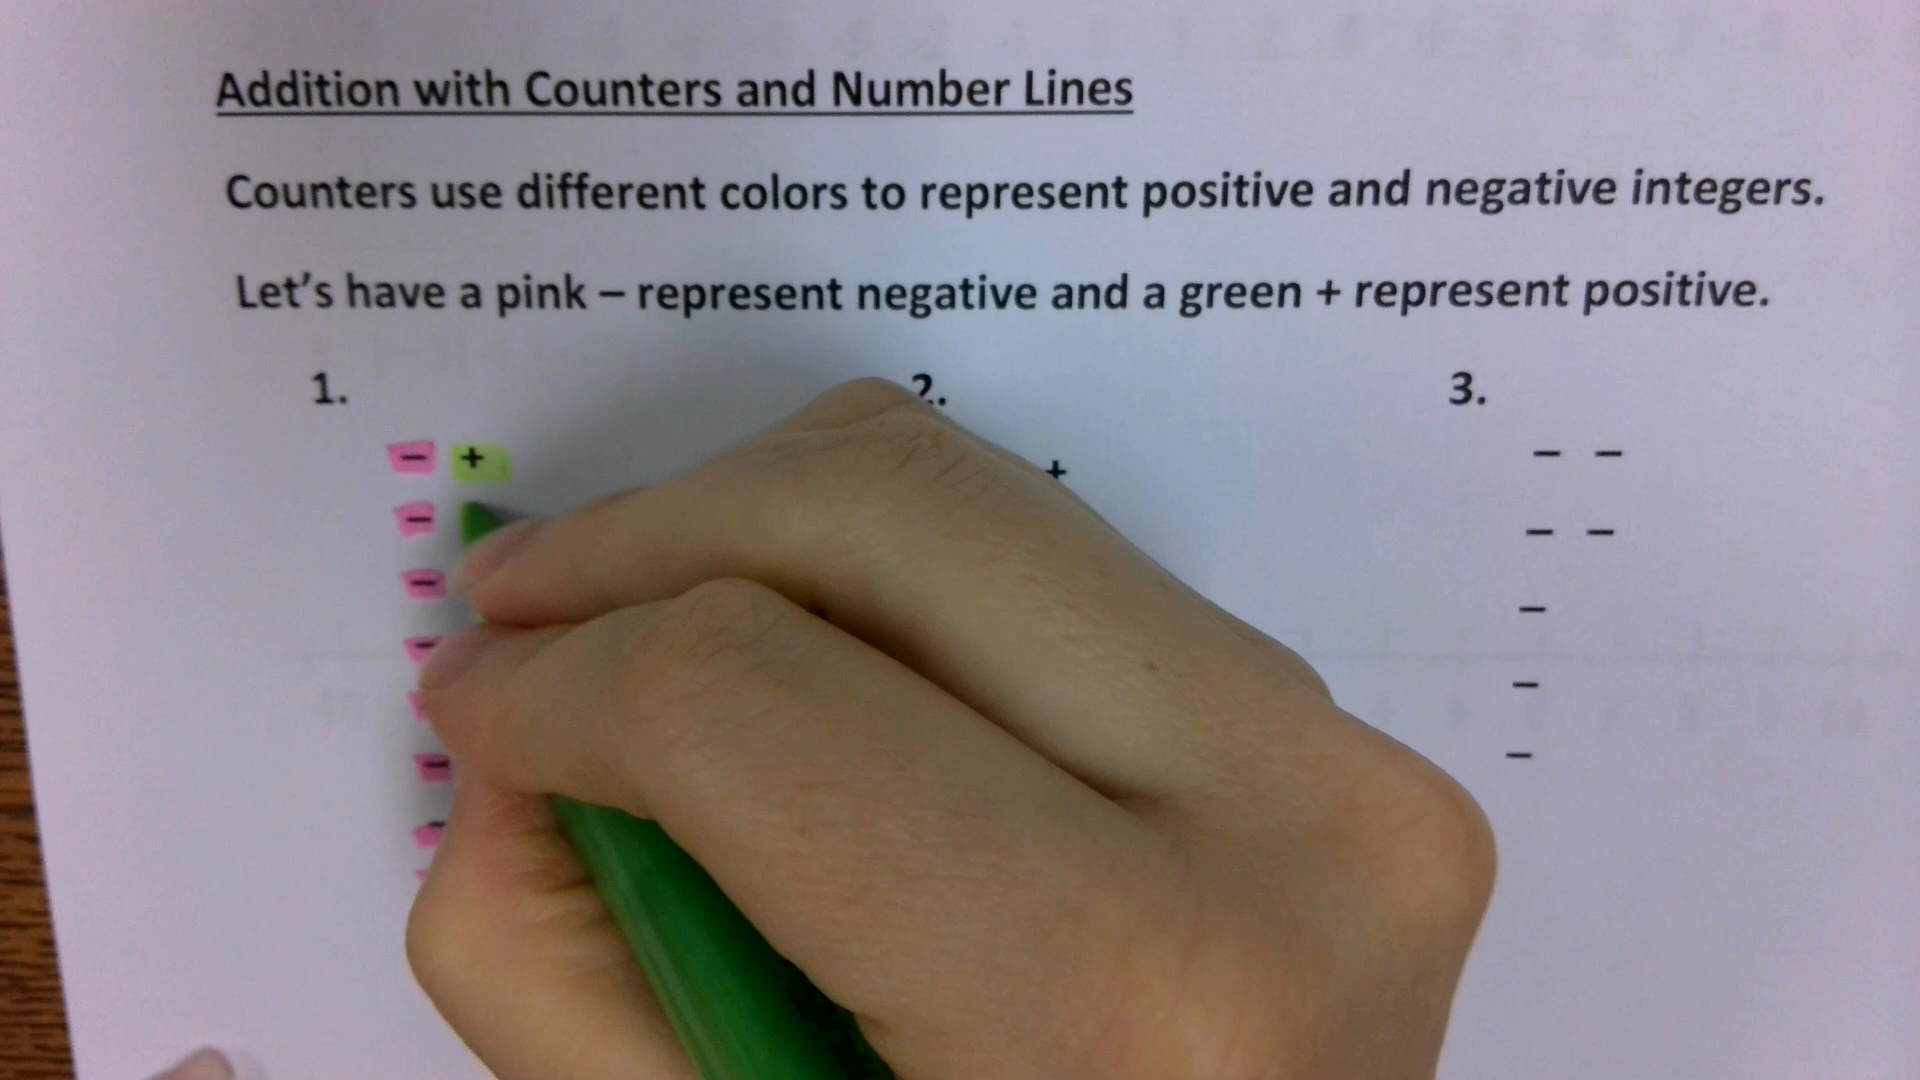 Addition with Counters and Number Lines
Counters use different colors to represent positive and negative integers.
Let's have a pink – represent negative and a green + represent positive.
1. 2. 3.
– + + – –
– – –
– –
– –
– –
–
–